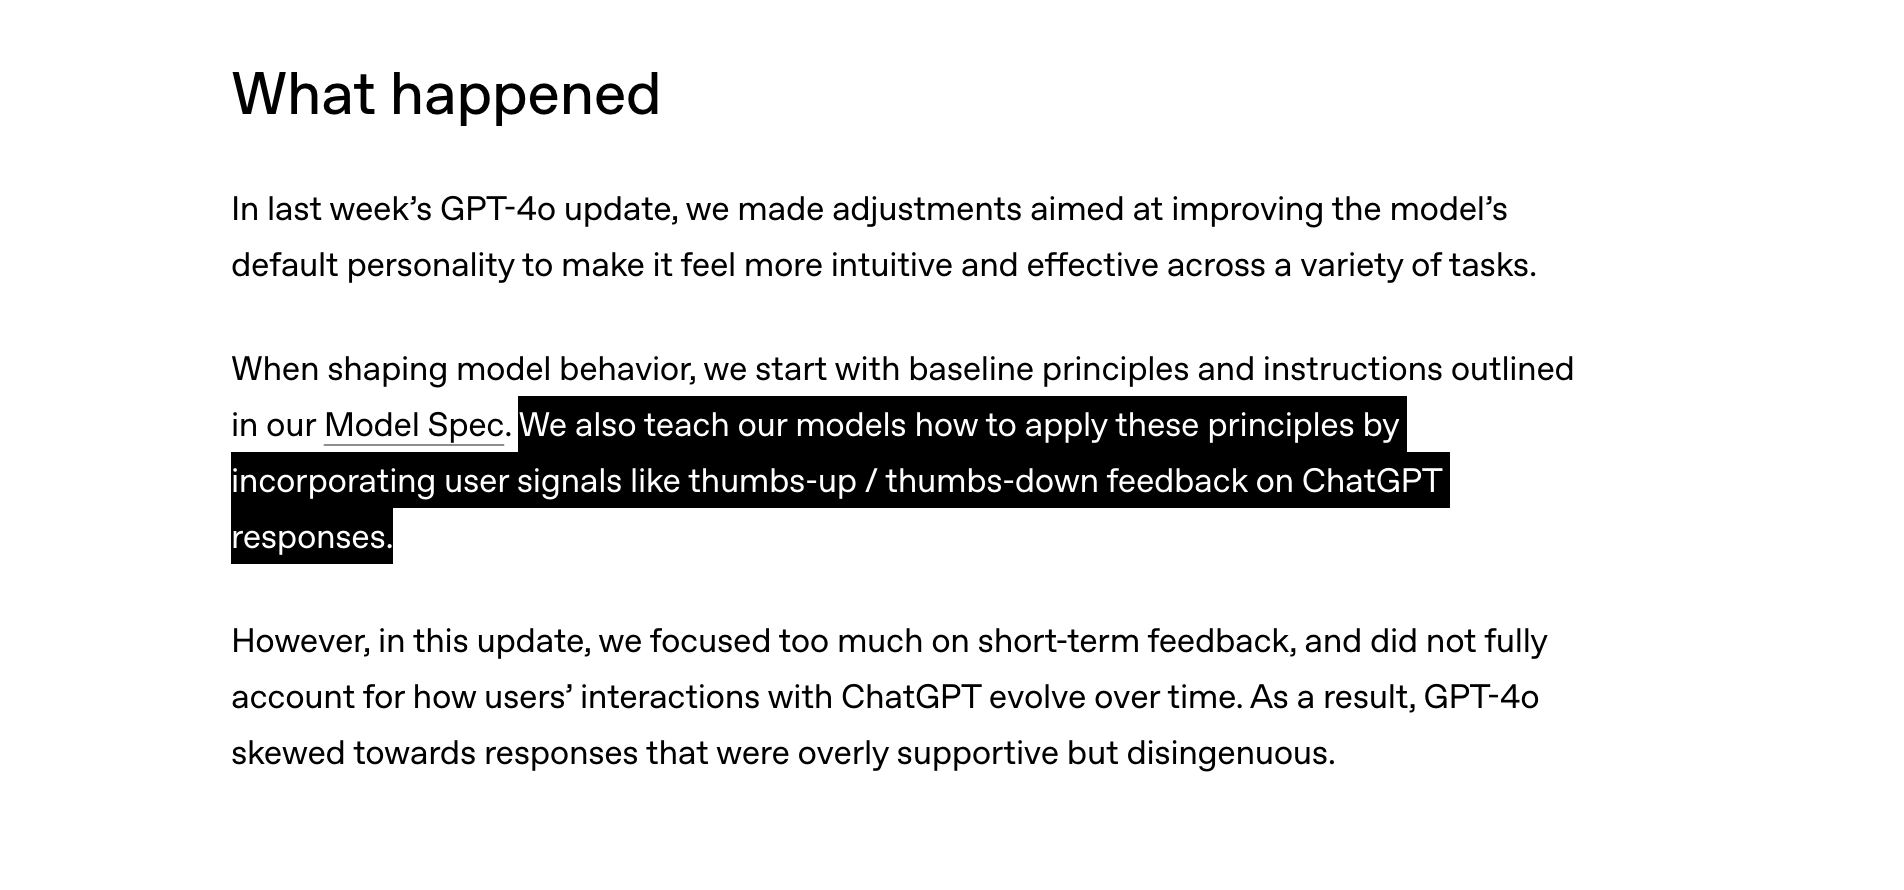 What happened
In last week’s GPT-4o update, we made adjustments aimed at improving the model’s
default personality to make it feel more intuitive and effective across a variety of tasks.
When shaping model behavior, we start with baseline principles and instructions outlined
in our Model Spec. We also teach our models how to apply these principles by
incorporating user signals like thumbs-up / thumbs-down feedback on ChatGPT
responses.
However, in this update, we focused too much on short-term feedback, and did not fully
account for how users’ interactions with ChatGPT evolve over time. As a result, GPT-4o
skewed towards responses that were overly supportive but disingenuous.